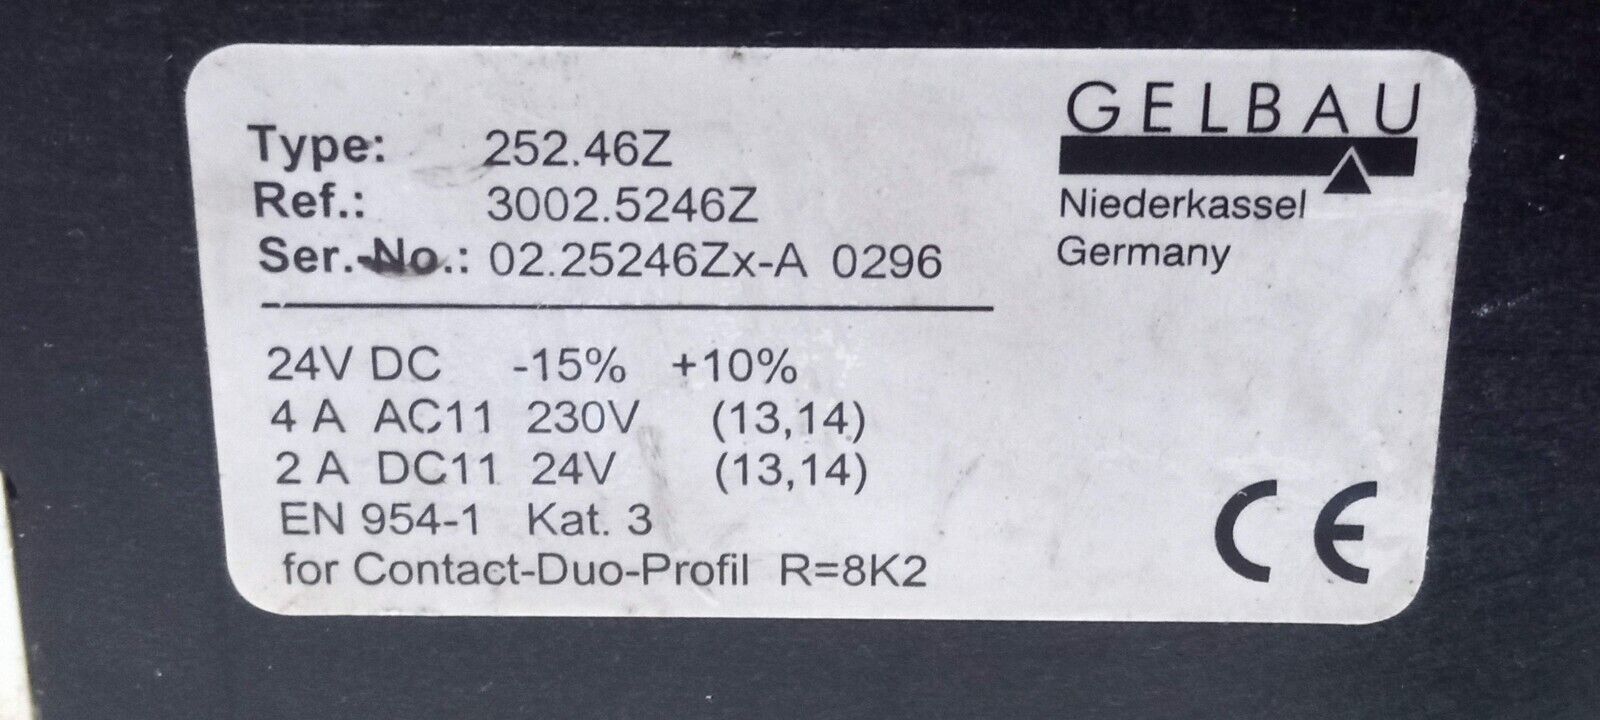 GELBAU
Niederkassel
Germany
Type: 252.46Z
Ref.: 3002.5246Z
Ser.-No.: 02.25246Zx-A 0296
24V DC -15% +10%
4 A AC11 230V (13,14)
2 A DC11 24V (13,14)
EN 954-1 Kat. 3
for Contact-Duo-Profil R=8K2
CE